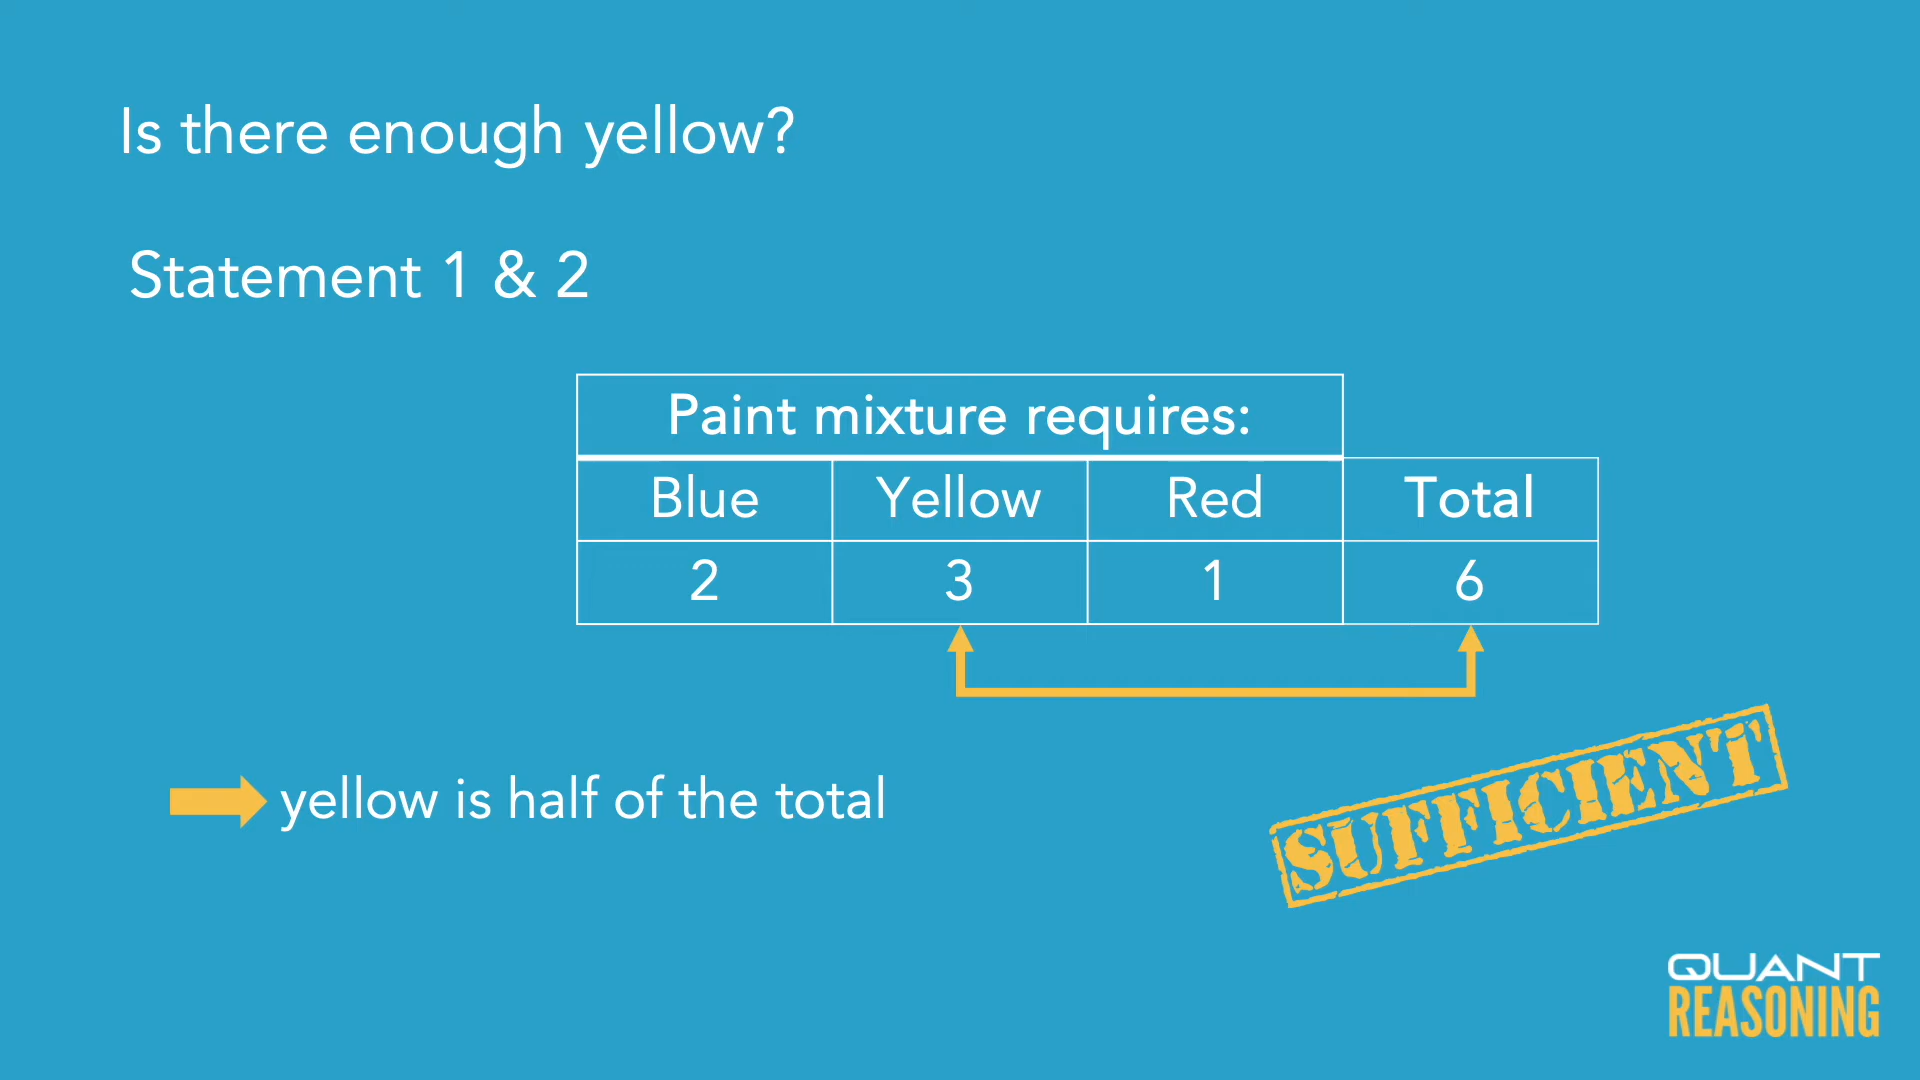 Is there enough yellow?
Statement 1 & 2
Paint mixture requires:
Blue Yellow Red Total
2 3 1 6
yellow is half of the total
SUFFICIENT
QUANT
REASONING